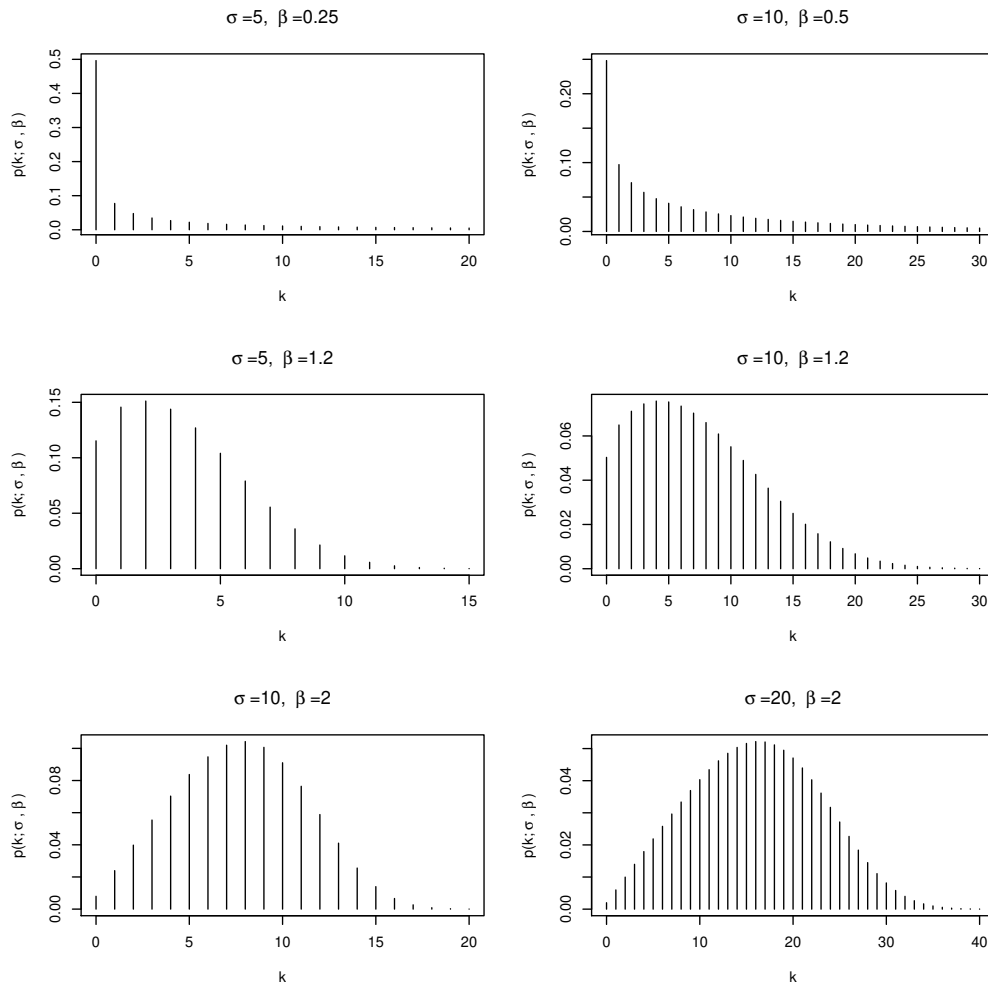 σ =5, β =0.25
p(k; σ , β)
0.0 0.1 0.2 0.3 0.4 0.5
0 5 10 15 20
k
σ =10, β =0.5
p(k; σ , β)
0.00 0.10 0.20
0 5 10 15 20 25 30
k
σ =5, β =1.2
p(k; σ , β)
0.00 0.05 0.10 0.15
0 5 10 15
k
σ =10, β =1.2
p(k; σ , β)
0.00 0.02 0.04 0.06
0 5 10 15 20 25 30
k
σ =10, β =2
p(k; σ , β)
0.00 0.04 0.08
0 5 10 15 20
k
σ =20, β =2
p(k; σ , β)
0.00 0.02 0.04
0 10 20 30 40
k